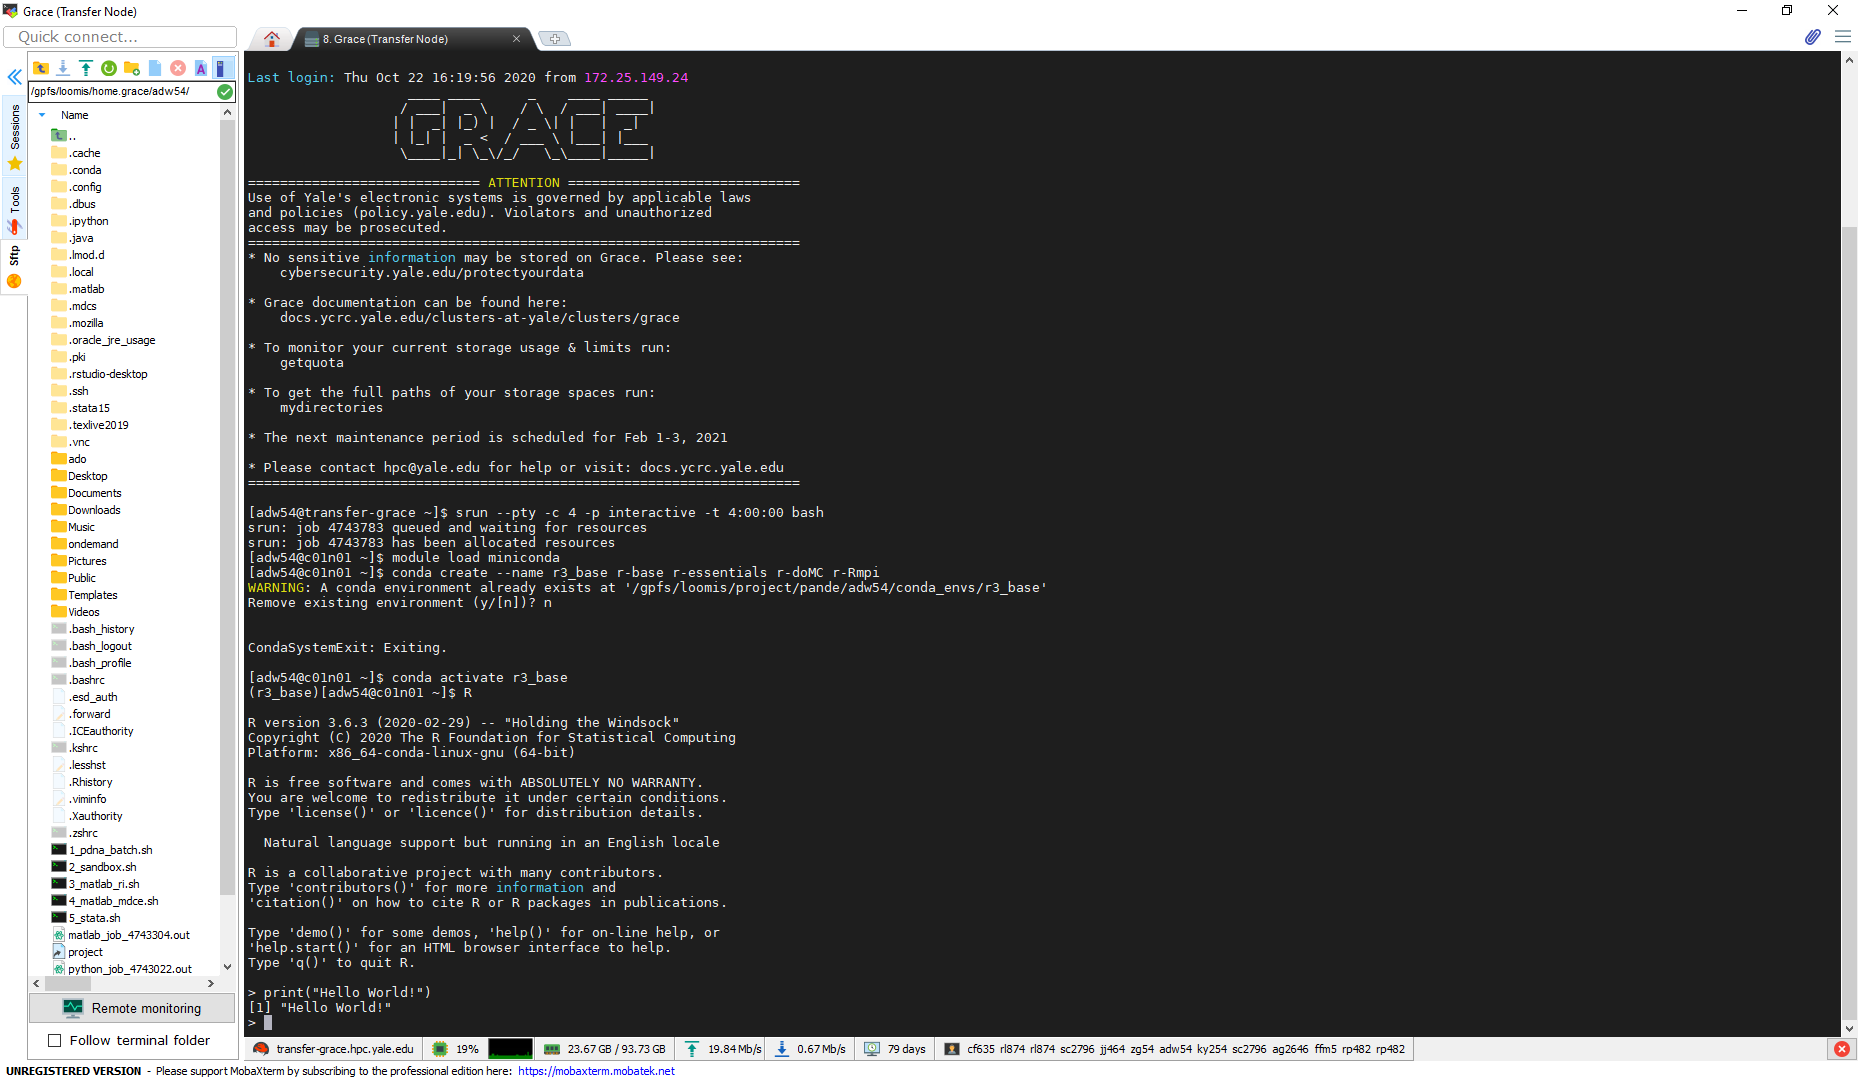 Grace (Transfer Node)
Quick connect...
8. Grace (Transfer Node)
/gpfs/loomis/home.grace/adw54/
Sessions
Tools
Sftp
Name
..
.cache
.conda
.config
.dbus
.ipython
.java
.lmod.d
.local
.matlab
.mdcs
.mozilla
.oracle_jre_usage
.pki
.rstudio-desktop
.ssh
.stata15
.texlive2019
.vnc
ado
Desktop
Documents
Downloads
Music
ondemand
Pictures
Public
Templates
Videos
.bash_history
.bash_logout
.bash_profile
.bashrc
.esd_auth
.forward
.ICEauthority
.kshrc
.lesshst
.Rhistory
.viminfo
.Xauthority
.zshrc
1_pdna_batch.sh
2_sandbox.sh
3_matlab_ri.sh
4_matlab_mdce.sh
5_stata.sh
matlab_job_4743304.out
project
python_job_4743022.out
Remote monitoring
Follow terminal folder
Last login: Thu Oct 22 16:19:56 2020 from 172.25.149.24
GRACE
============================= ATTENTION =============================
Use of Yale's electronic systems is governed by applicable laws
and policies (policy.yale.edu). Violators and unauthorized
access may be prosecuted.
=====================================================================
* No sensitive information may be stored on Grace. Please see:
cybersecurity.yale.edu/protectyourdata
* Grace documentation can be found here:
docs.ycrc.yale.edu/clusters-at-yale/clusters/grace
* To monitor your current storage usage & limits run:
getquota
* To get the full paths of your storage spaces run:
mydirectories
* The next maintenance period is scheduled for Feb 1-3, 2021
* Please contact hpc@yale.edu for help or visit: docs.ycrc.yale.edu
=====================================================================
[adw54@transfer-grace ~]$ srun --pty -c 4 -p interactive -t 4:00:00 bash
srun: job 4743783 queued and waiting for resources
srun: job 4743783 has been allocated resources
[adw54@c01n01 ~]$ module load miniconda
[adw54@c01n01 ~]$ conda create --name r3_base r-base r-essentials r-doMC r-Rmpi
WARNING: A conda environment already exists at '/gpfs/loomis/project/pande/adw54/conda_envs/r3_base'
Remove existing environment (y/[n])? n
CondaSystemExit: Exiting.
[adw54@c01n01 ~]$ conda activate r3_base
(r3_base)[adw54@c01n01 ~]$ R
R version 3.6.3 (2020-02-29) -- "Holding the Windsock"
Copyright (C) 2020 The R Foundation for Statistical Computing
Platform: x86_64-conda-linux-gnu (64-bit)
R is free software and comes with ABSOLUTELY NO WARRANTY.
You are welcome to redistribute it under certain conditions.
Type 'license()' or 'licence()' for distribution details.
Natural language support but running in an English locale
R is a collaborative project with many contributors.
Type 'contributors()' for more information and
'citation()' on how to cite R or R packages in publications.
Type 'demo()' for some demos, 'help()' for on-line help, or
'help.start()' for an HTML browser interface to help.
Type 'q()' to quit R.
> print("Hello World!")
[1] "Hello World!"
>
transfer-grace.hpc.yale.edu 19% 23.67 GB / 93.73 GB 19.84 Mb/s 0.67 Mb/s 79 days cf635 rl874 rl874 sc2796 jj464 zg54 adw54 ky254 sc2796 ag2646 ffm5 rp482 rp482
UNREGISTERED VERSION - Please support MobaXterm by subscribing to the professional edition here: https://mobaxterm.mobatek.net